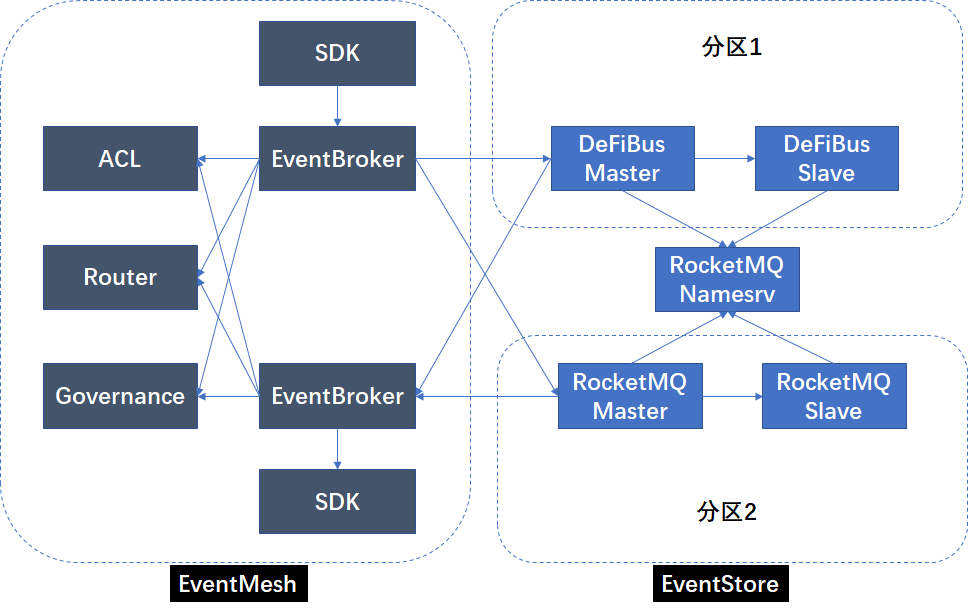 SDK
分区1
ACL
EventBroker
DeFiBus
Master
DeFiBus
Slave
Router
RocketMQ
Namesrv
Governance
EventBroker
RocketMQ
Master
RocketMQ
Slave
SDK
分区2
EventMesh
EventStore